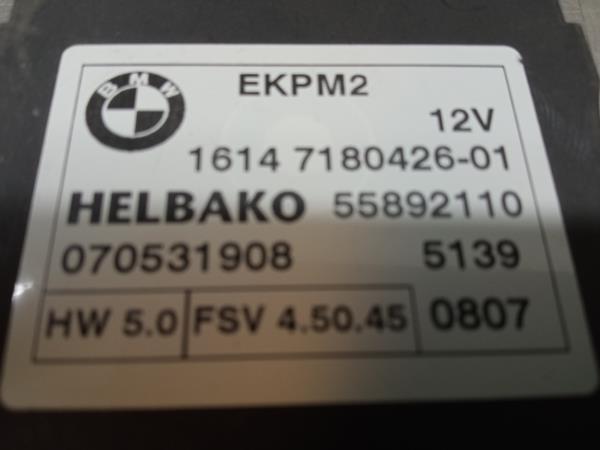 BMW
EKPM2
12V
1614 7180426-01
HELBAKO 55892110
070531908 5139
HW 5.0 FSV 4.50.45 0807